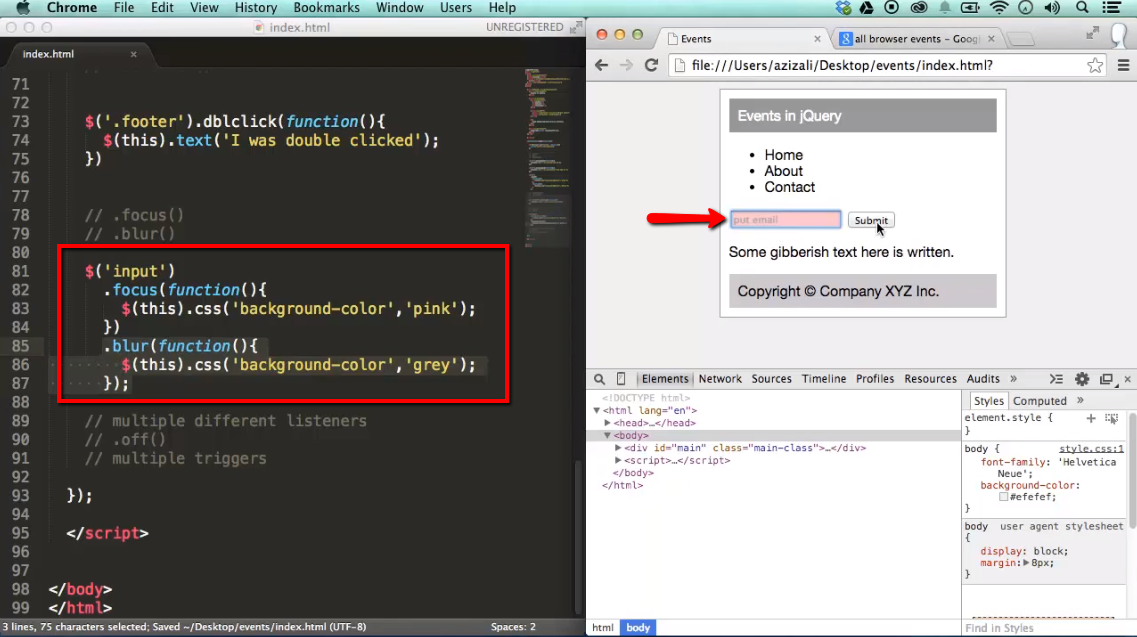 Chrome File Edit View History Bookmarks Window Users Help
index.html UNREGISTERED
index.html
71
72
73 $('.footer').dblclick(function(){
74 $(this).text('I was double clicked');
75 })
76
77
78 // .focus()
79 // .blur()
80
81 $('input')
82 .focus(function(){
83 $(this).css('background-color','pink');
84 })
85 .blur(function(){
86 $(this).css('background-color','grey');
87 });
88
89 // multiple different listeners
90 // .off()
91 // multiple triggers
92
93 });
94
95 </script>
96
97
98 </body>
99 </html>
3 lines, 75 characters selected; Saved ~/Desktop/events/index.html (UTF-8) Spaces: 2
Events all browser events - Googl
file:///Users/azizali/Desktop/events/index.html?
Events in jQuery
Home
About
Contact
put email Submit
Some gibberish text here is written.
Copyright © Company XYZ Inc.
Elements Network Sources Timeline Profiles Resources Audits »
<!DOCTYPE html>
<html lang="en">
<head>…</head>
<body>
<div id="main" class="main-class">…</div>
<script>…</script>
</body>
</html>
html body
Styles Computed »
element.style {
}
body { style.css:1
font-family: 'Helvetica
Neue';
background-color:
#efefef;
}
body user agent stylesheet
{
display: block;
margin: 8px;
}
Find in Styles